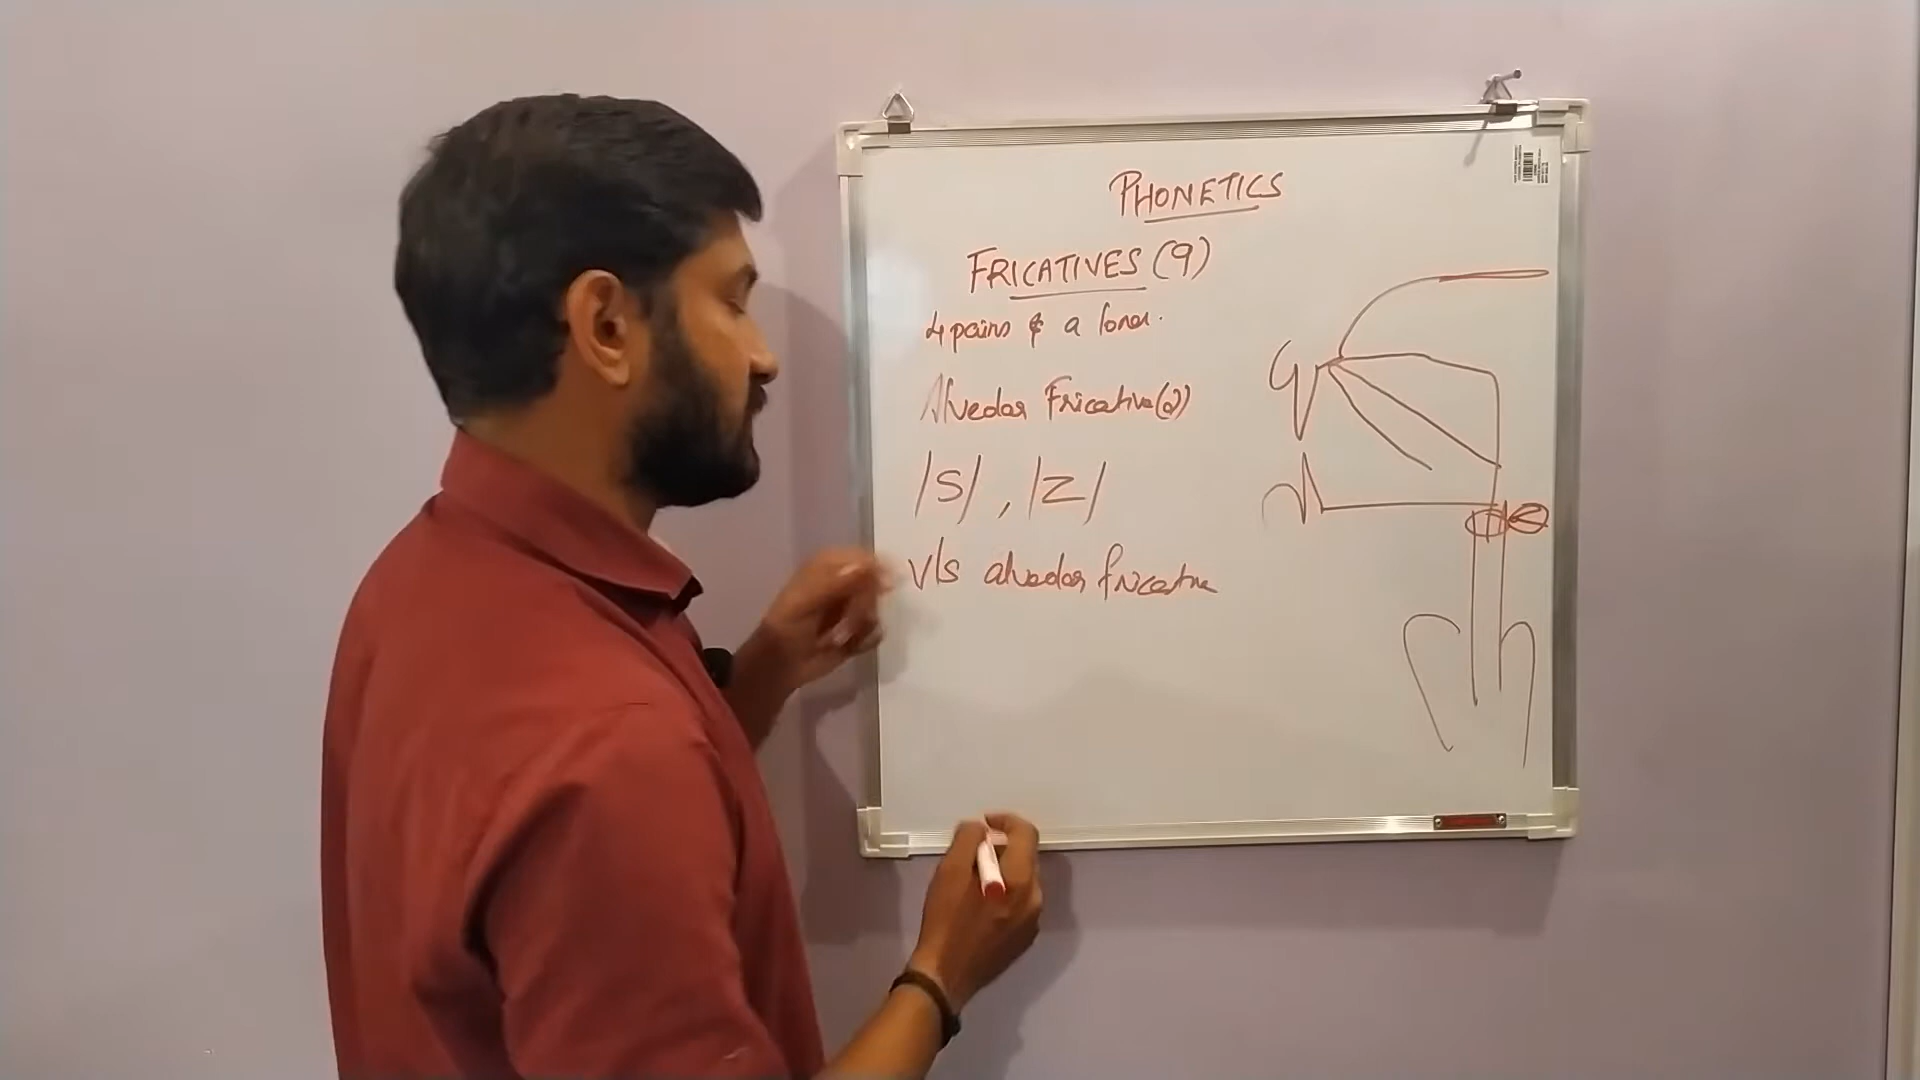 PHONETICS
FRICATIVES (9)
4 pairs & a loner.
Alveolar Fricative (2)
/s/, /z/
v/s alveolar fricative